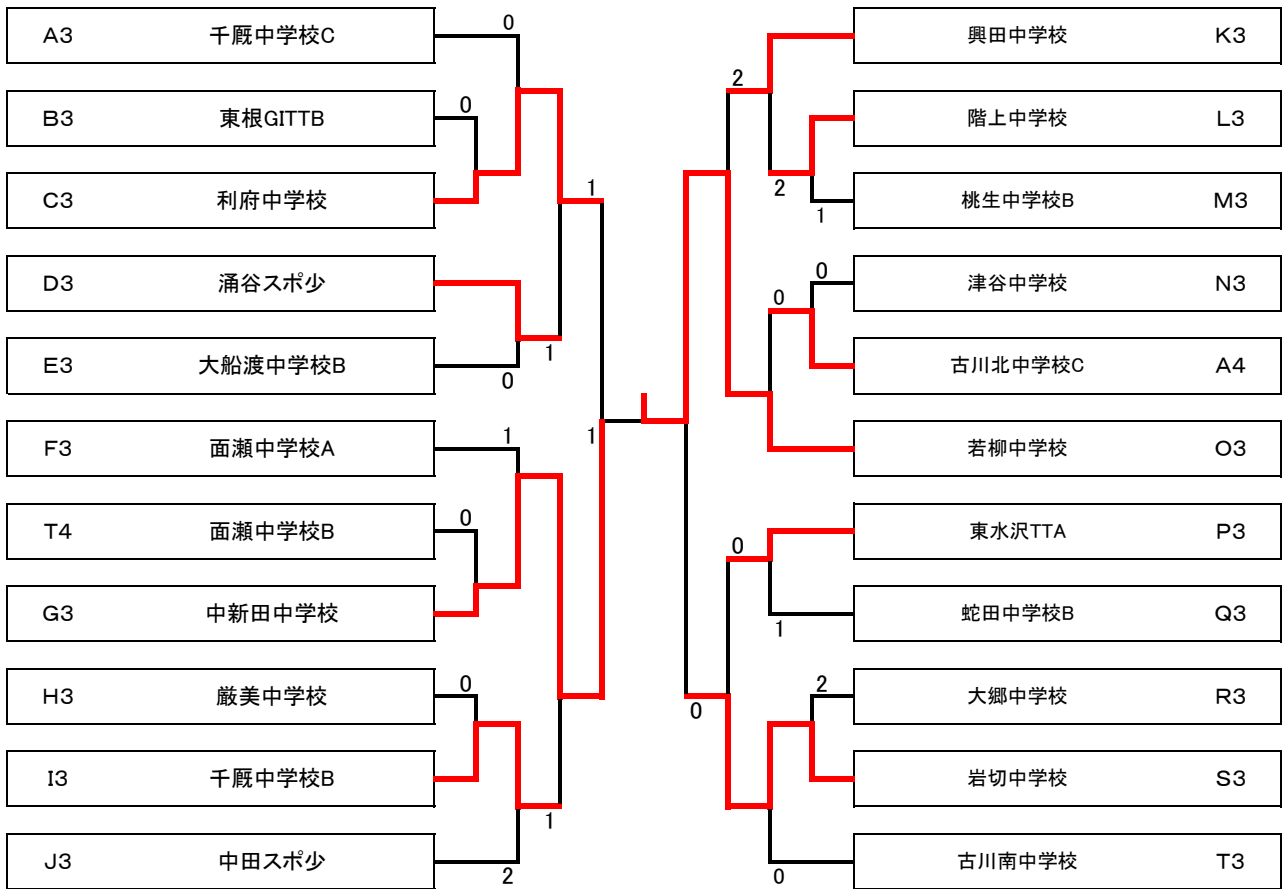 A3 千厩中学校C
0
B3 東根GITTB
0
C3 利府中学校
1
D3 涌谷スポ少
E3 大船渡中学校B
1
0
F3 面瀬中学校A
1
1
T4 面瀬中学校B
0
G3 中新田中学校
H3 厳美中学校
0
I3 千厩中学校B
1
J3 中田スポ少
2
興田中学校 K3
2
階上中学校 L3
2
桃生中学校B M3
1
津谷中学校 N3
0
0
古川北中学校C A4
若柳中学校 O3
東水沢TTA P3
0
蛇田中学校B Q3
1
大郷中学校 R3
2
0
岩切中学校 S3
古川南中学校 T3
0